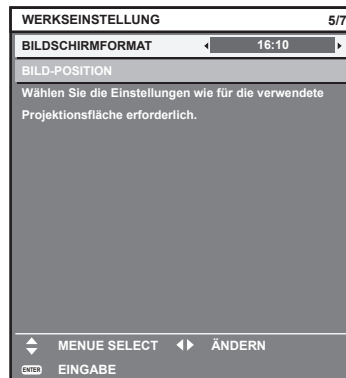 WERKSEINSTELLUNG 5/7
BILDSCHIRMFORMAT 16:10
BILD-POSITION
Wählen Sie die Einstellungen wie für die verwendete
Projektionsfläche erforderlich.
MENUE SELECT ÄNDERN
ENTER EINGABE